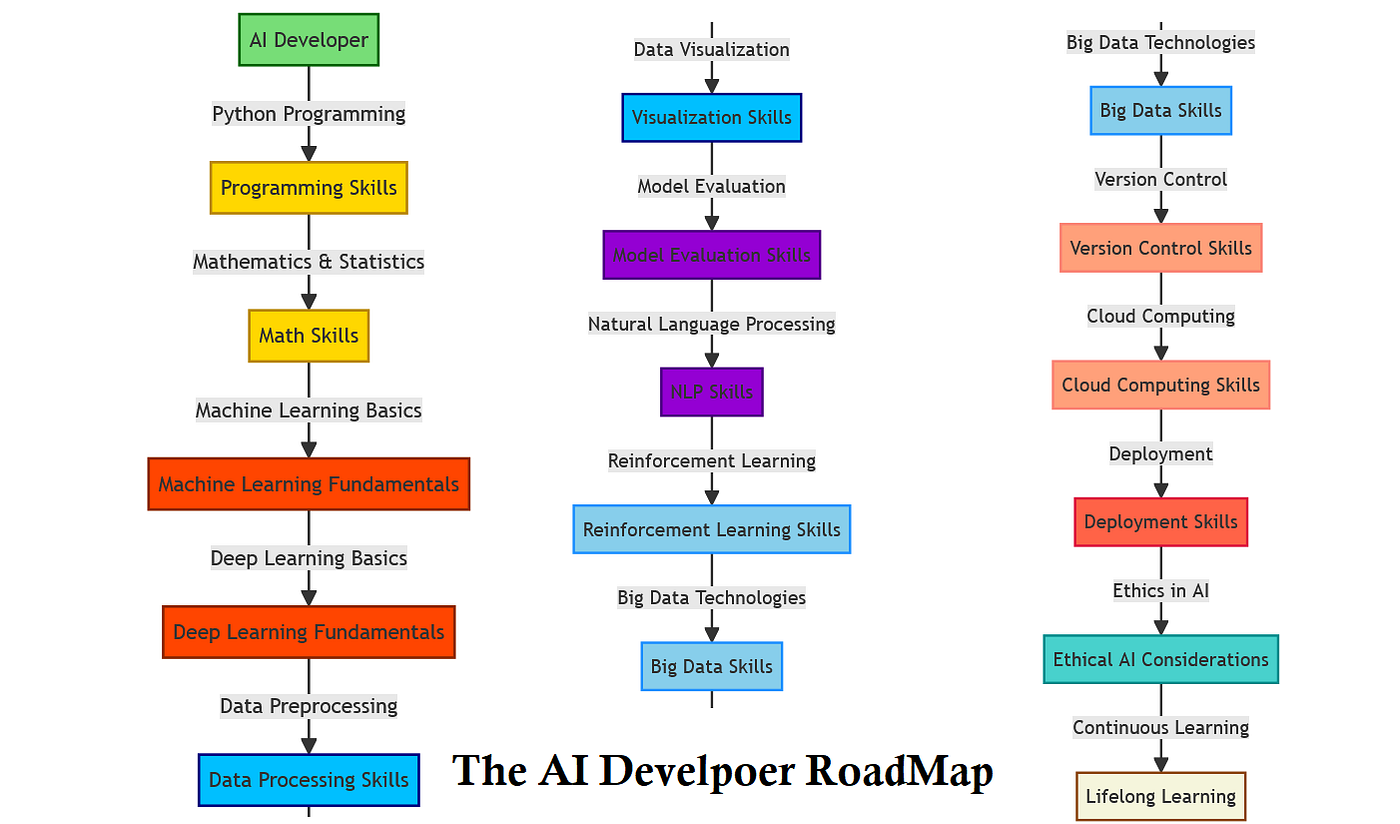 AI Developer
Python Programming
Programming Skills
Mathematics & Statistics
Math Skills
Machine Learning Basics
Machine Learning Fundamentals
Deep Learning Basics
Deep Learning Fundamentals
Data Preprocessing
Data Processing Skills
Data Visualization
Visualization Skills
Model Evaluation
Model Evaluation Skills
Natural Language Processing
NLP Skills
Reinforcement Learning
Reinforcement Learning Skills
Big Data Technologies
Big Data Skills
Big Data Technologies
Big Data Skills
Version Control
Version Control Skills
Cloud Computing
Cloud Computing Skills
Deployment
Deployment Skills
Ethics in AI
Ethical AI Considerations
Continuous Learning
Lifelong Learning
The AI Develpoer RoadMap